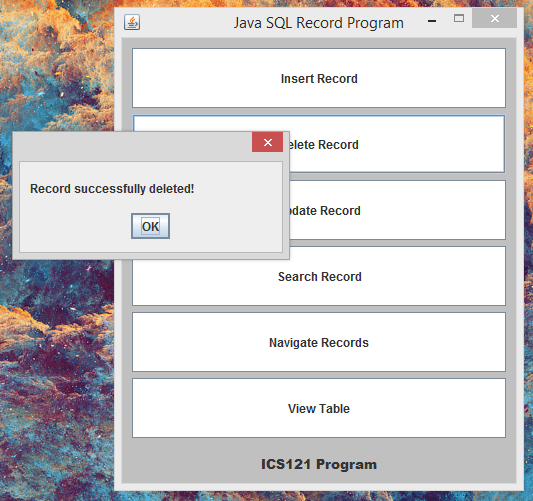 Java SQL Record Program
Insert Record
elete Record
Record successfully deleted!
pdate Record
OK
Search Record
Navigate Records
View Table
ICS121 Program